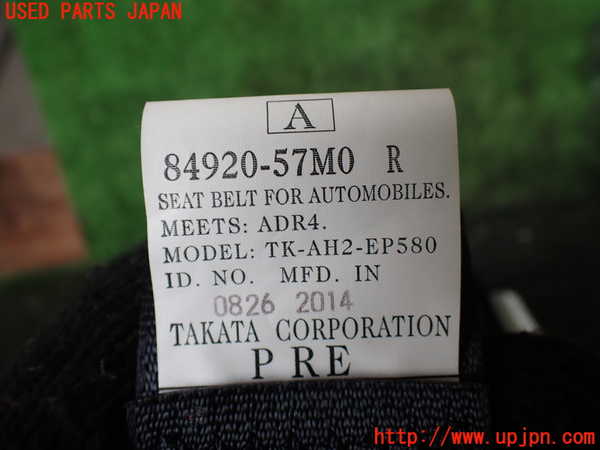 USED PARTS JAPAN
A
84920-57M0 R
SEAT BELT FOR AUTOMOBILES.
MEETS: ADR4.
MODEL: TK-AH2-EP580
ID. NO. MFD. IN
0826 2014
TAKATA CORPORATION
PRE
http://www.upjpn.com/